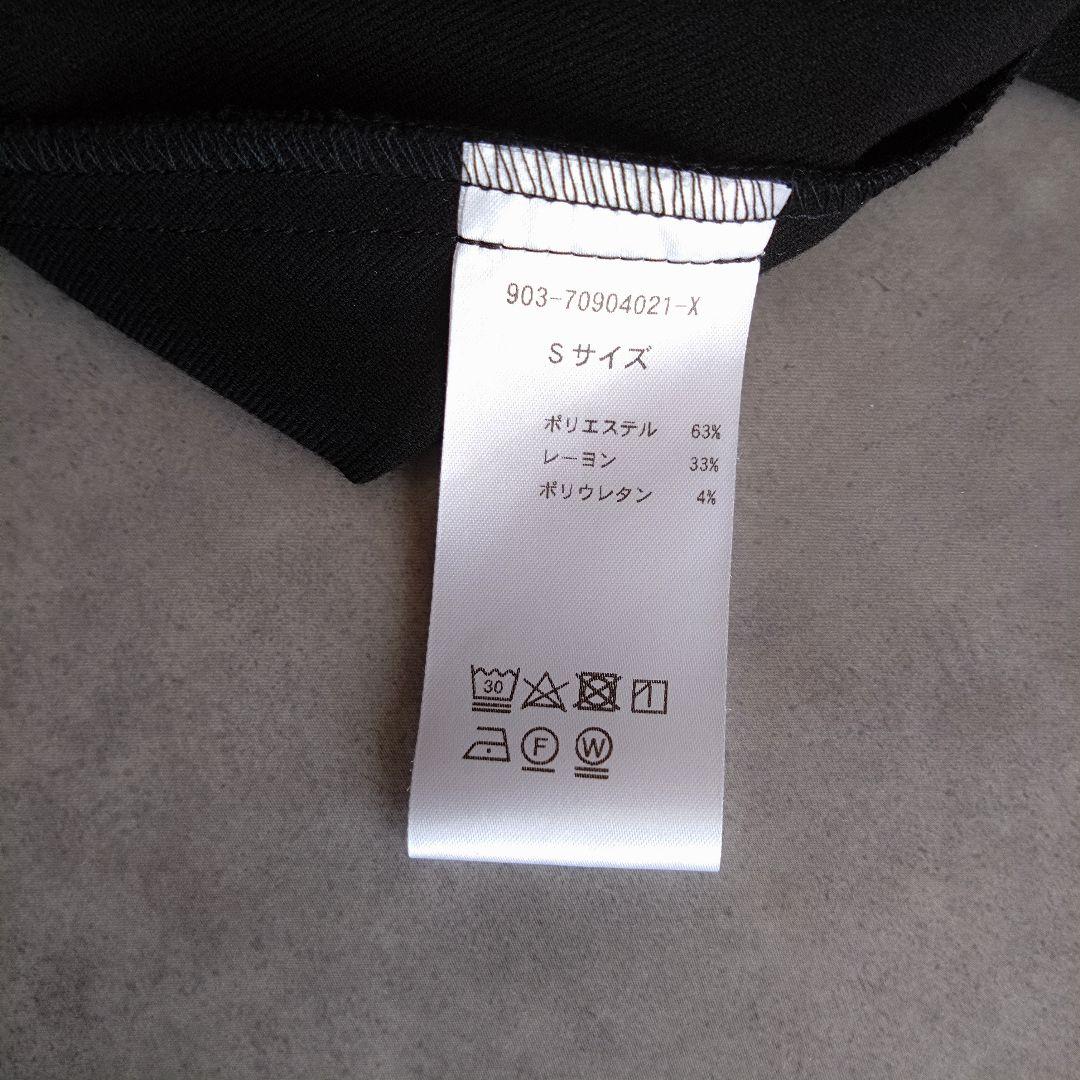 903-70904021-X
Sサイズ
ポリエステル 63%
レーヨン 33%
ポリウレタン 4%
30
F W